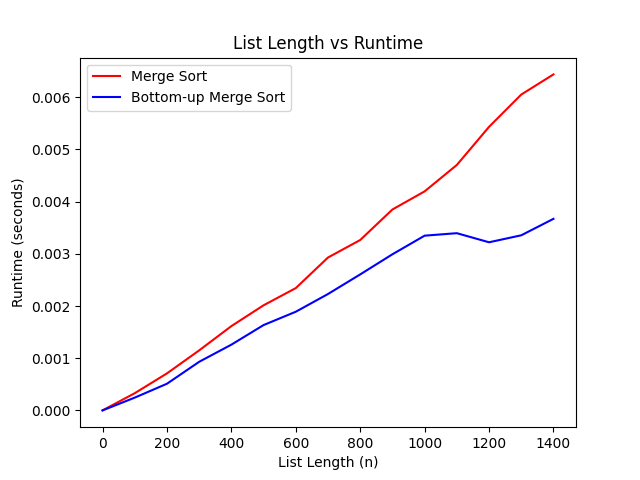 List Length vs Runtime
Merge Sort
Bottom-up Merge Sort
0.006
0.005
0.004
0.003
0.002
0.001
0.000
Runtime (seconds)
0 200 400 600 800 1000 1200 1400
List Length (n)